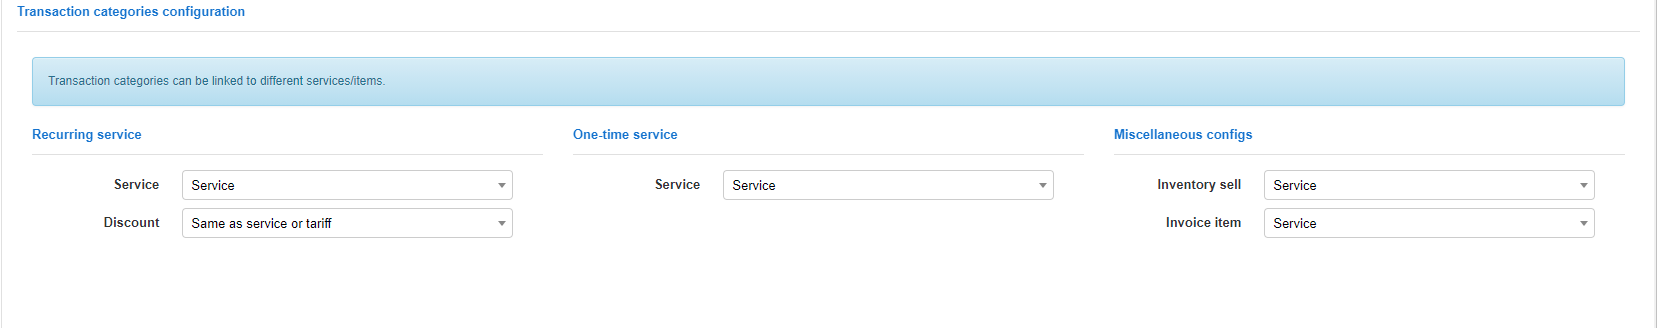 Transaction categories configuration
Transaction categories can be linked to different services/items.
Recurring service
Service Service
Discount Same as service or tariff
One-time service
Service Service
Miscellaneous configs
Inventory sell Service
Invoice item Service